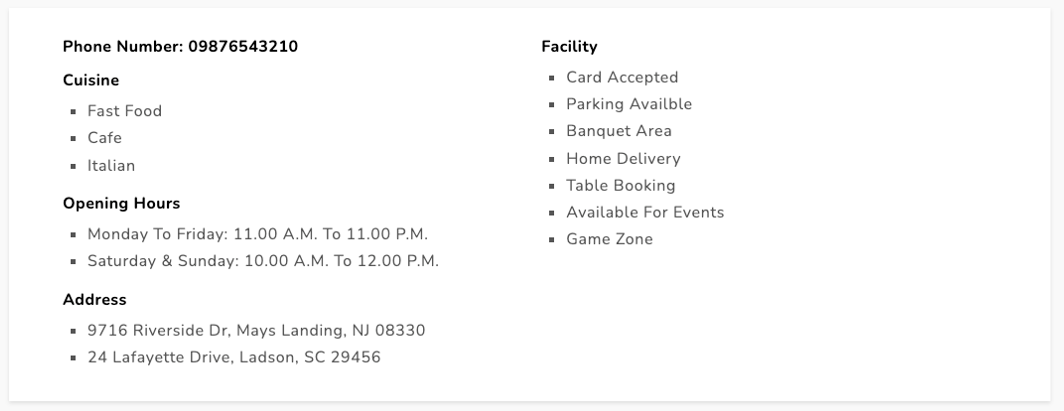 Phone Number: 09876543210
Cuisine
Fast Food
Cafe
Italian
Opening Hours
Monday To Friday: 11.00 A.M. To 11.00 P.M.
Saturday & Sunday: 10.00 A.M. To 12.00 P.M.
Address
9716 Riverside Dr, Mays Landing, NJ 08330
24 Lafayette Drive, Ladson, SC 29456
Facility
Card Accepted
Parking Availble
Banquet Area
Home Delivery
Table Booking
Available For Events
Game Zone